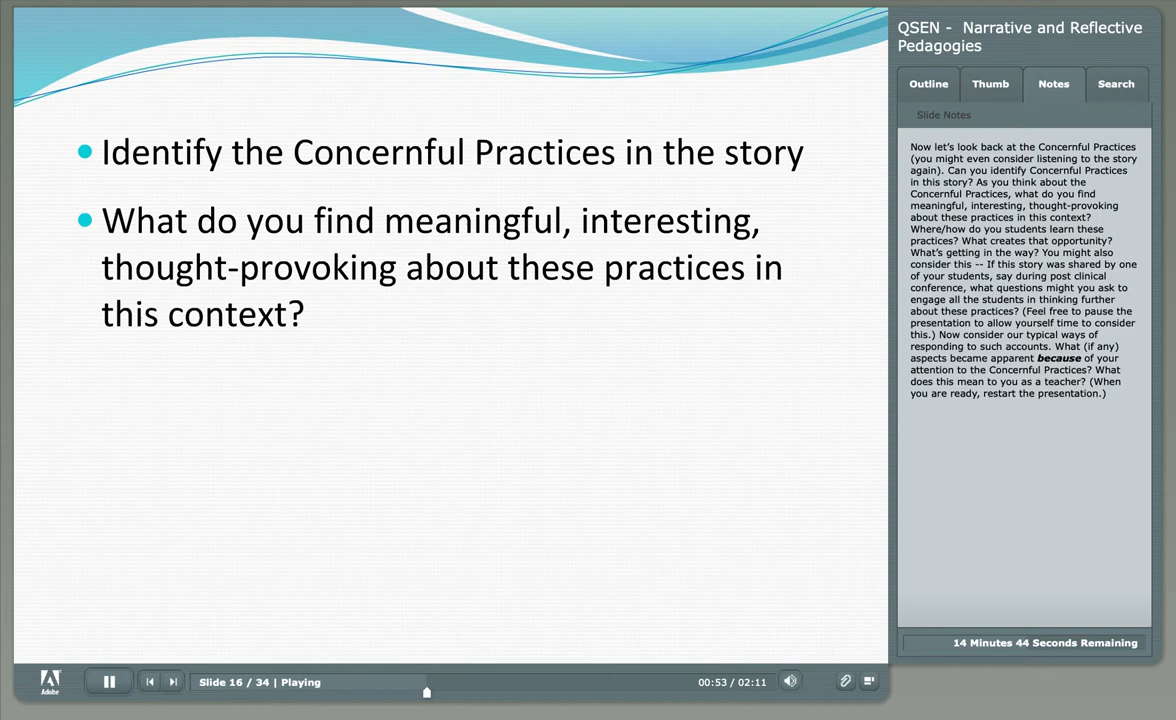 QSEN -  Narrative and Reflective
Pedagogies
Outline
Thumb
Notes
Search
Slide Notes
• Identify the Concernful Practices in the story
• What do you find meaningful, interesting,
thought-provoking about these practices in
this context?
Now let's look back at the Concernful Practices
(you might even consider listening to the story
again). Can you identify Concernful Practices
in this story? As you think about the
Concernful Practices, what do you find
meaningful, interesting, thought-provoking
about these practices in this context?
Where/how do you students learn these
practices? What creates that opportunity?
What's getting in the way? You might also
consider this -- If this story was shared by one
of your students, say during post clinical
conference, what questions might you ask to
engage all the students in thinking further
about these practices? (Feel free to pause the
presentation to allow yourself time to consider
this.) Now consider our typical ways of
responding to such accounts. What (if any)
aspects became apparent because of your
attention to the Concernful Practices? What
does this mean to you as a teacher? (When
you are ready, restart the presentation.)
14 Minutes 44 Seconds Remaining
Adobe
Slide 16 / 34 | Playing
00:53 / 02:11